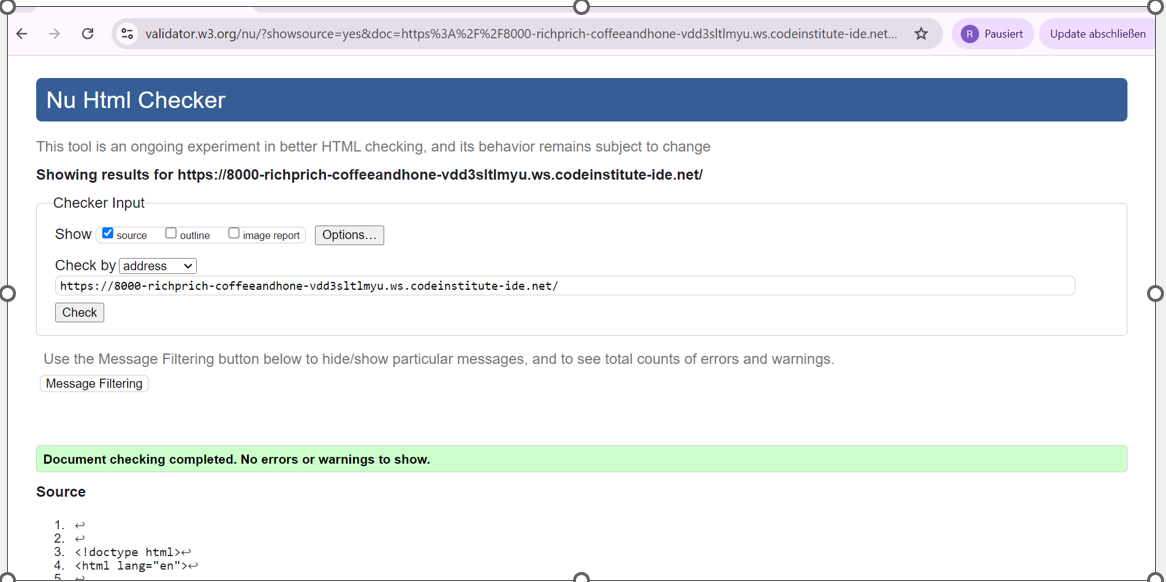 validator.w3.org/nu/?showsource=yes&doc=https%3A%2F%2F8000-richprich-coffeeandhone-vdd3sltlmyu.ws.codeinstitute-ide.net...
R Pausiert
Update abschließen
Nu Html Checker
This tool is an ongoing experiment in better HTML checking, and its behavior remains subject to change
Showing results for https://8000-richprich-coffeeandhone-vdd3sltlmyu.ws.codeinstitute-ide.net/
Checker Input
Show source outline image report Options...
Check by address
https://8000-richprich-coffeeandhone-vdd3sltlmyu.ws.codeinstitute-ide.net/
Check
Use the Message Filtering button below to hide/show particular messages, and to see total counts of errors and warnings.
Message Filtering
Document checking completed. No errors or warnings to show.
Source
1. ↩
2. ↩
3. <!doctype html>↩
4. <html lang="en">↩
5. ↩